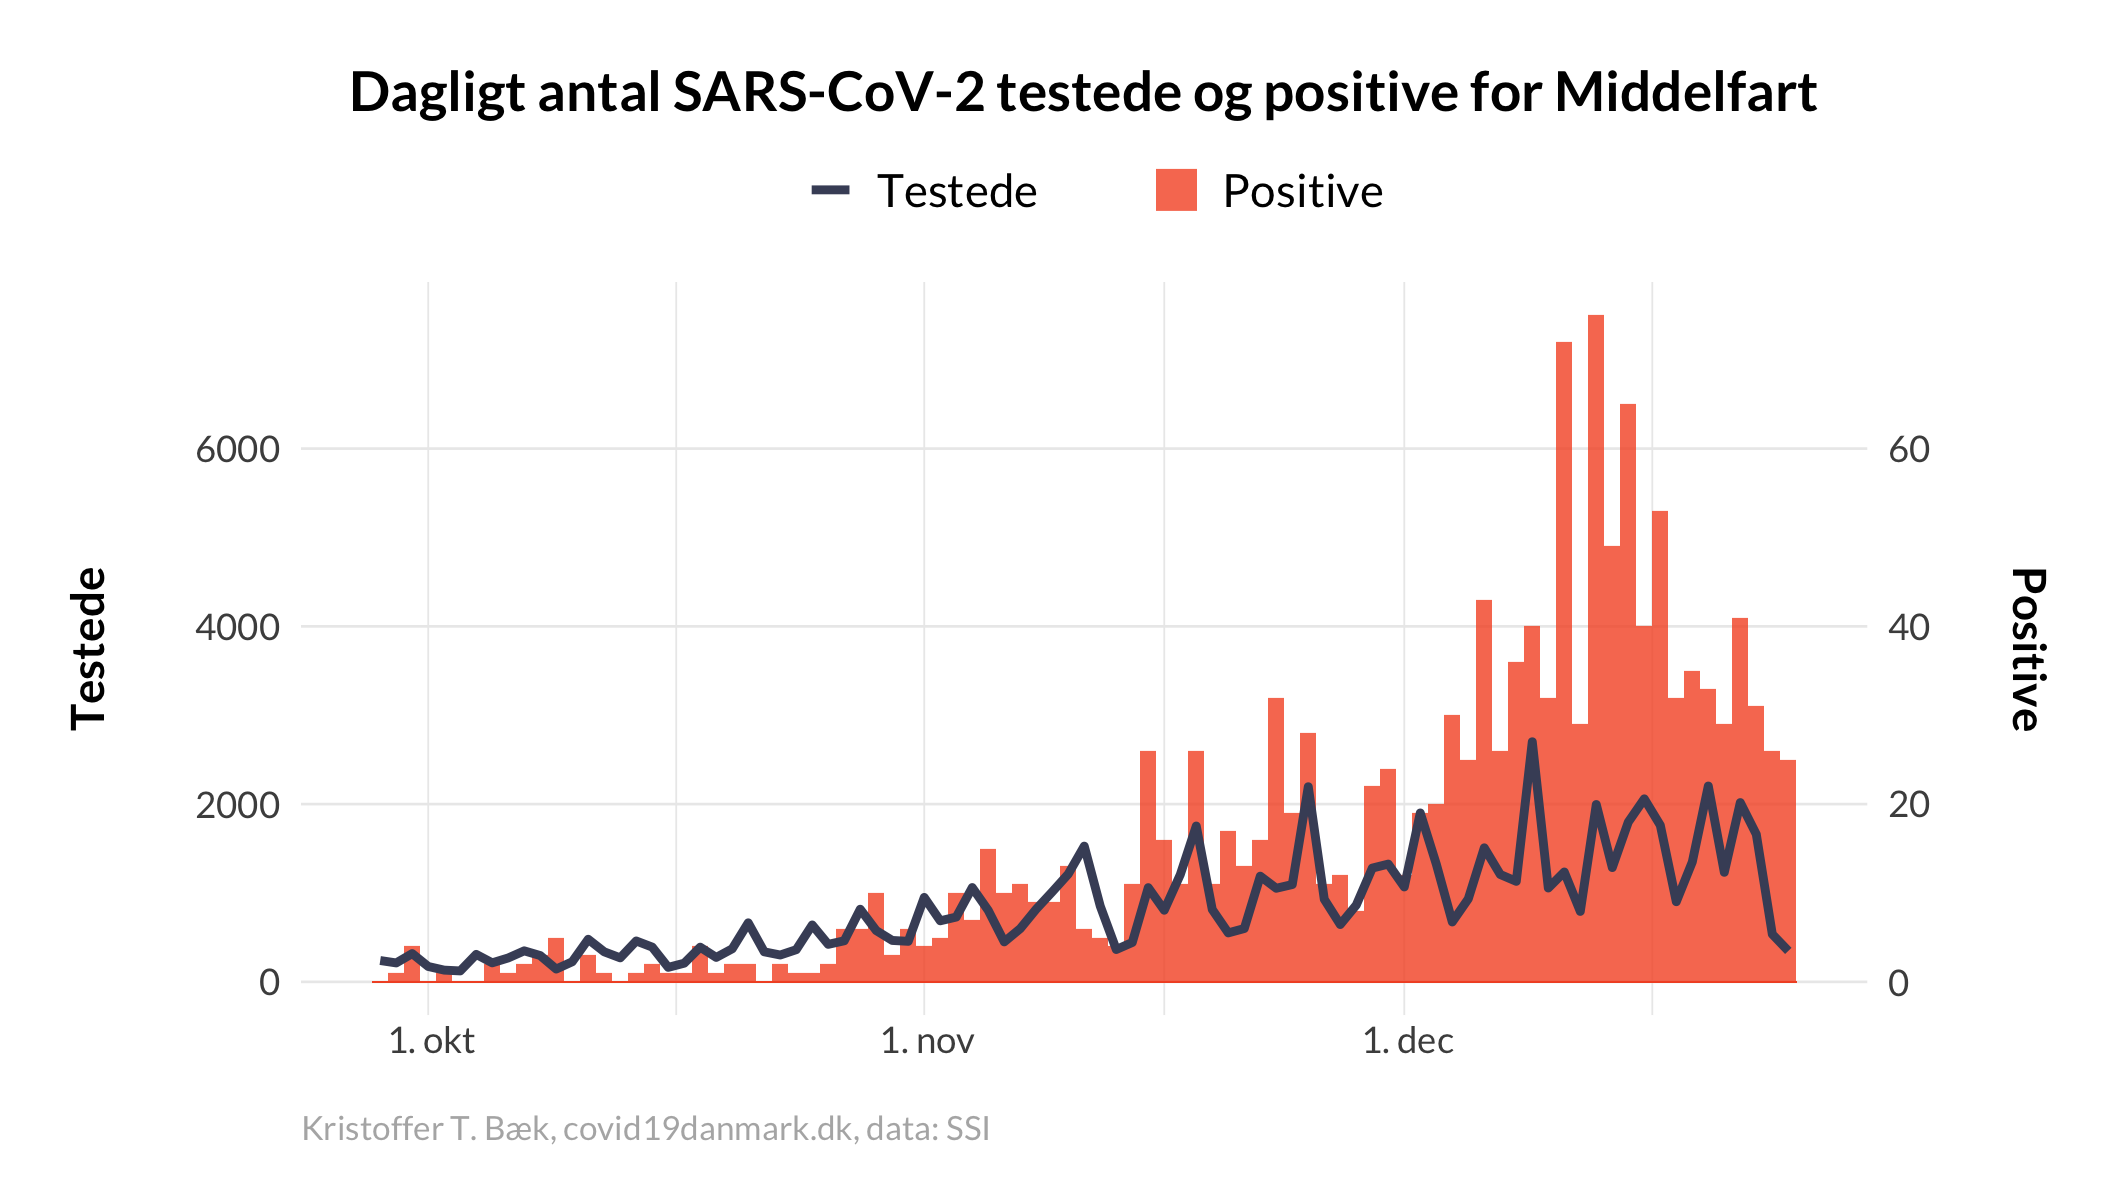 Dagligt antal SARS-CoV-2 testede og positive for Middelfart
Testede
Positive
6000
4000
2000
0
60
40
20
0
Testede
Positive
1. okt
1. nov
1. dec
Kristoffer T. Bæk, covid19danmark.dk, data: SSI